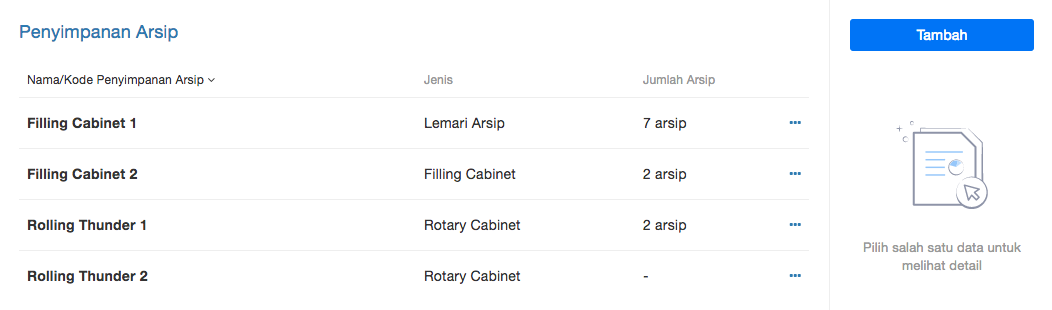 Penyimpanan Arsip
Tambah
Nama/Kode Penyimpanan Arsip Jenis Jumlah Arsip
Filling Cabinet 1 Lemari Arsip 7 arsip
Filling Cabinet 2 Filling Cabinet 2 arsip
Rolling Thunder 1 Rotary Cabinet 2 arsip
Rolling Thunder 2 Rotary Cabinet -
Pilih salah satu data untuk
melihat detail